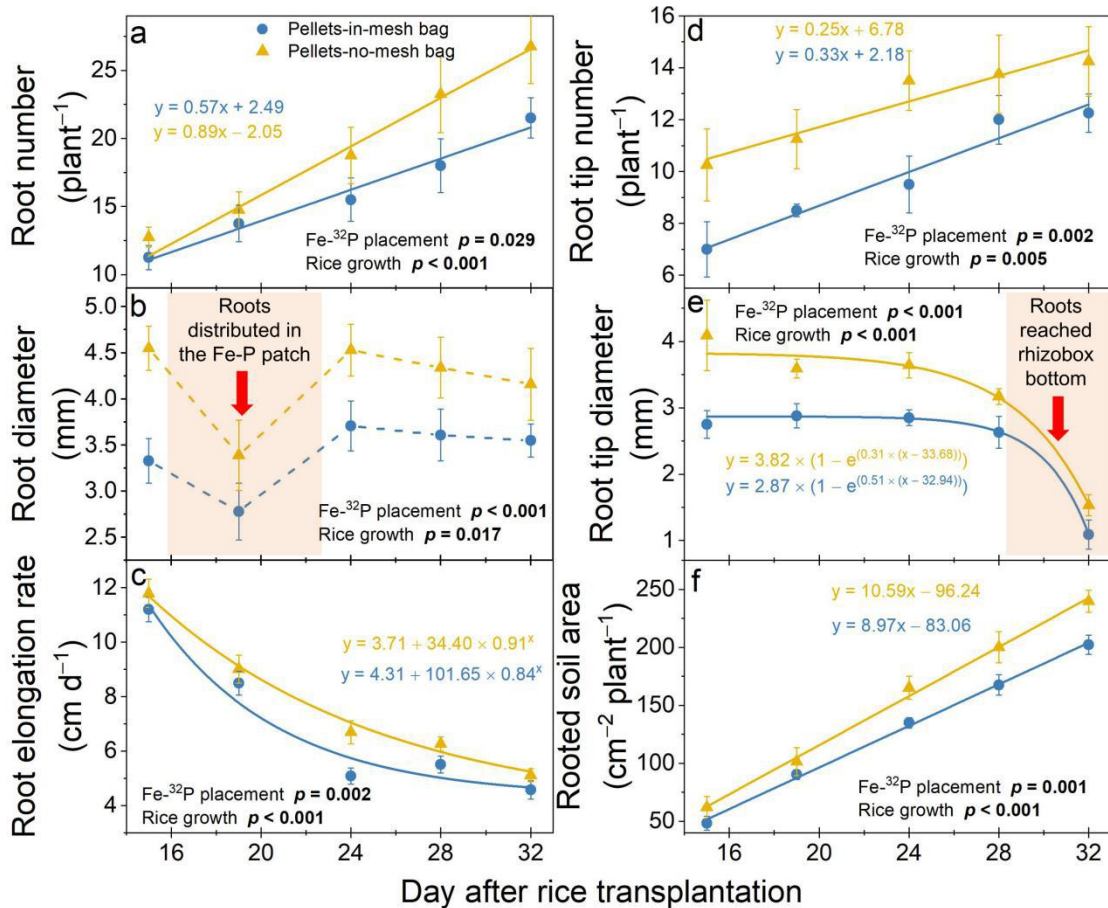 a
Pellets-in-mesh bag
Pellets-no-mesh bag
y = 0.57x + 2.49
y = 0.89x − 2.05
Fe-³²P placement p = 0.029
Rice growth p < 0.001
Root number
(plant⁻¹)
25
20
15
10
b
Roots
distributed in
the Fe-P patch
Fe-³²P placement p < 0.001
Rice growth p = 0.017
Root diameter
(mm)
5.0
4.5
4.0
3.5
3.0
2.5
c
y = 3.71 + 34.40 × 0.91ˣ
y = 4.31 + 101.65 × 0.84ˣ
Fe-³²P placement p = 0.002
Rice growth p < 0.001
Root elongation rate
(cm d⁻¹)
12
10
8
6
4
16 20 24 28 32
d
y = 0.25x + 6.78
y = 0.33x + 2.18
Fe-³²P placement p = 0.002
Rice growth p = 0.005
Root tip number
(plant⁻¹)
16
14
12
10
8
6
e
Fe-³²P placement p < 0.001
Rice growth p < 0.001
Roots
reached
rhizobox
bottom
y = 3.82 × (1 − e^(0.31 × (x − 33.68)))
y = 2.87 × (1 − e^(0.51 × (x − 32.94)))
Root tip diameter
(mm)
4
3
2
1
f
y = 10.59x − 96.24
y = 8.97x − 83.06
Fe-³²P placement p = 0.001
Rice growth p < 0.001
Rooted soil area
(cm⁻² plant⁻¹)
250
200
150
100
50
16 20 24 28 32
Day after rice transplantation